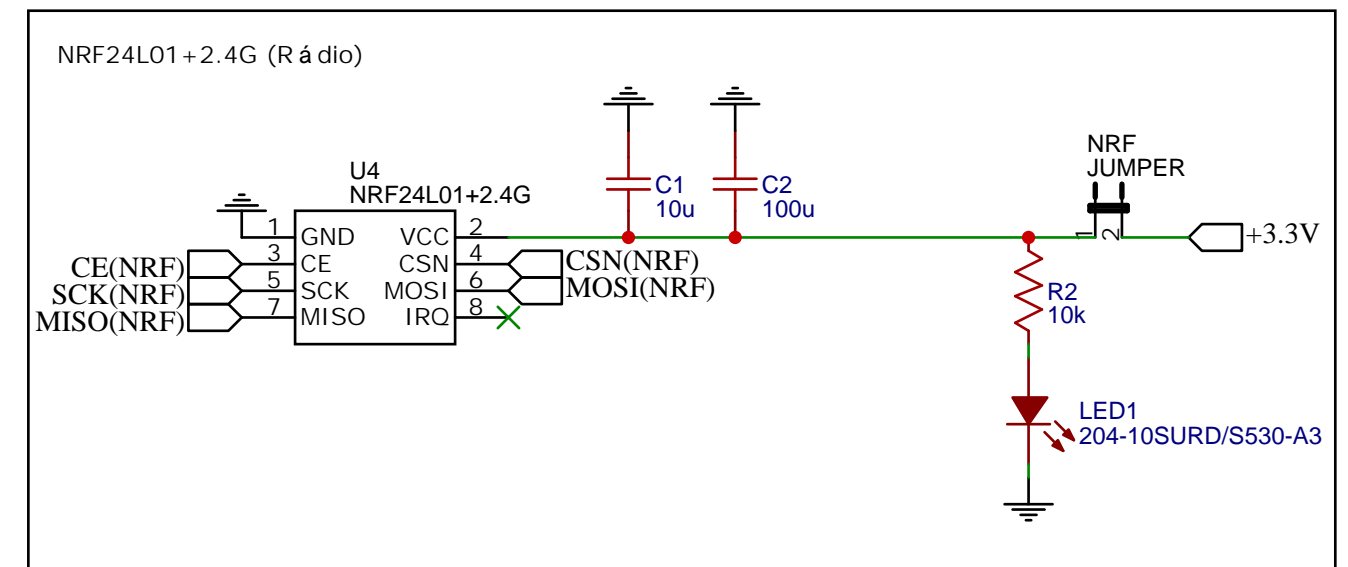 NRF24L01+2.4G (Rádio)
NRF
JUMPER
U4
NRF24L01+2.4G
C1
10u
C2
100u
1 GND VCC 2
3 CE CSN 4
5 SCK MOSI 6
7 MISO IRQ 8
CE(NRF)
SCK(NRF)
MISO(NRF)
CSN(NRF)
MOSI(NRF)
1 2
+3.3V
R2
10k
LED1
204-10SURD/S530-A3